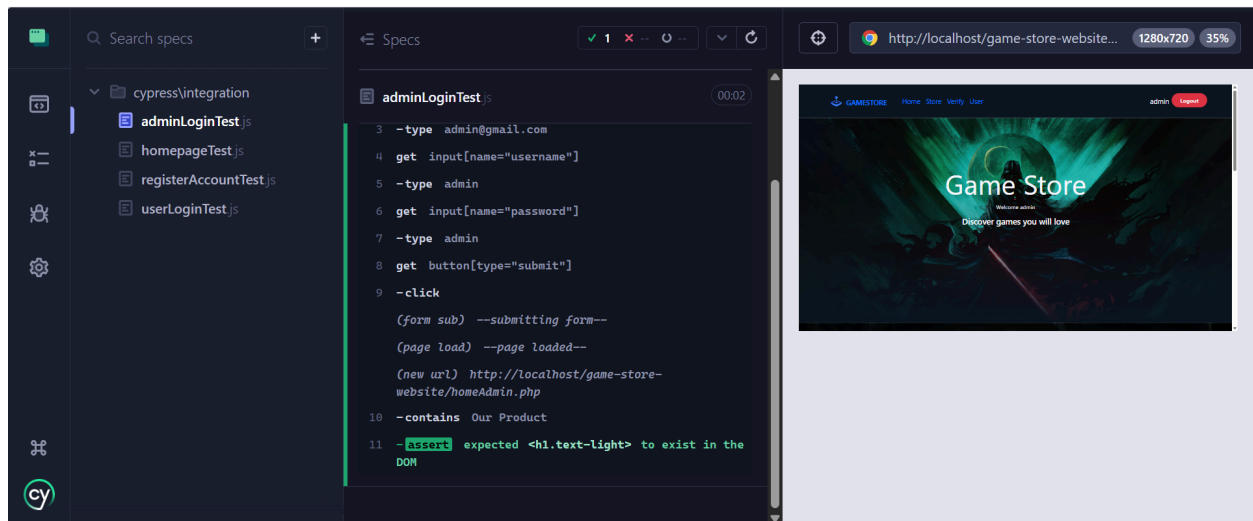 Search specs
+
cypress\integration
adminLoginTest.js
homepageTest.js
registerAccountTest.js
userLoginTest.js
cy
Specs
1 -- --
adminLoginTest.js 00:02
3 -type admin@gmail.com
4 get input[name="username"]
5 -type admin
6 get input[name="password"]
7 -type admin
8 get button[type="submit"]
9 -click
(form sub) --submitting form--
(page load) --page loaded--
(new url) http://localhost/game-store-
website/homeAdmin.php
10 -contains Our Product
11 -assert expected <h1.text-light> to exist in the
DOM
http://localhost/game-store-website... 1280x720 35%
GAMESTORE Home Store Verify User admin Logout
Game Store
Welcome admin
Discover games you will love